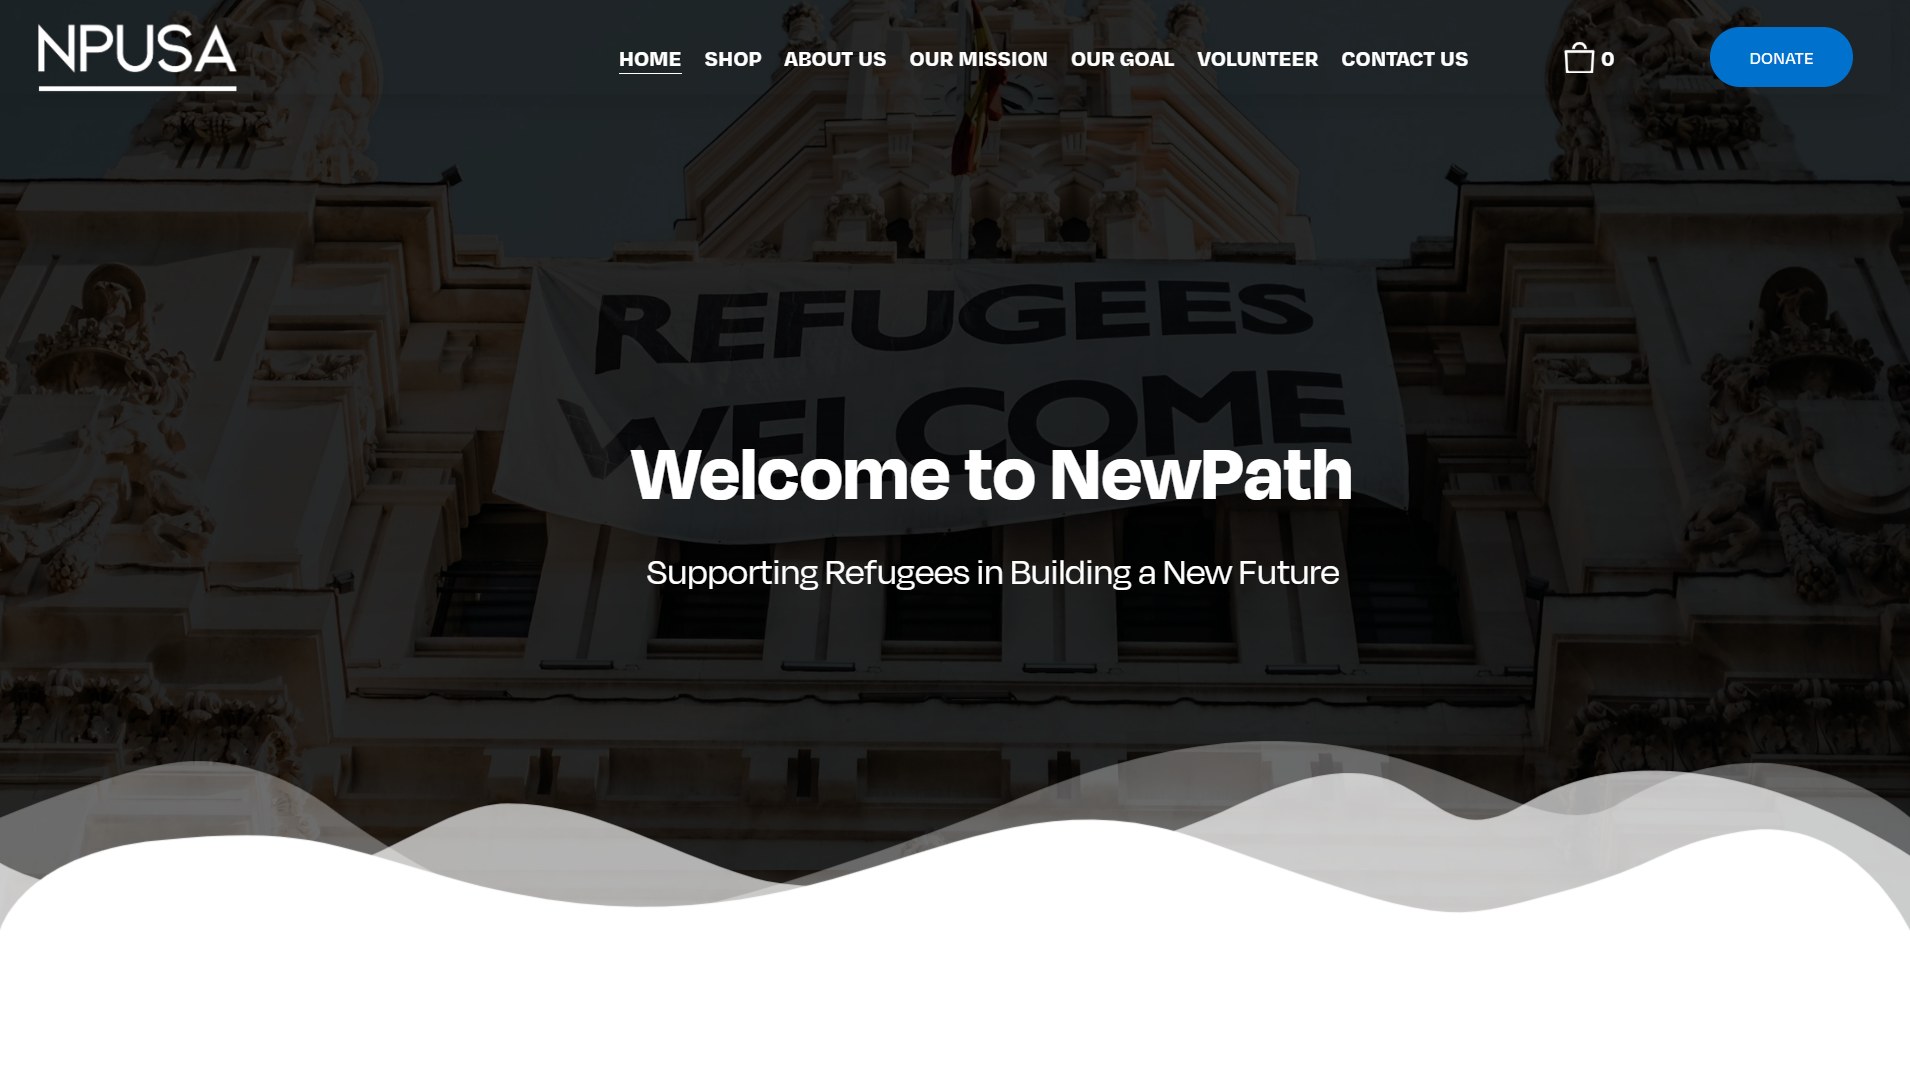 NPUSA
HOME SHOP ABOUT US OUR MISSION OUR GOAL VOLUNTEER CONTACT US 0 DONATE
REFUGEES
WELCOME
Welcome to NewPath
Supporting Refugees in Building a New Future